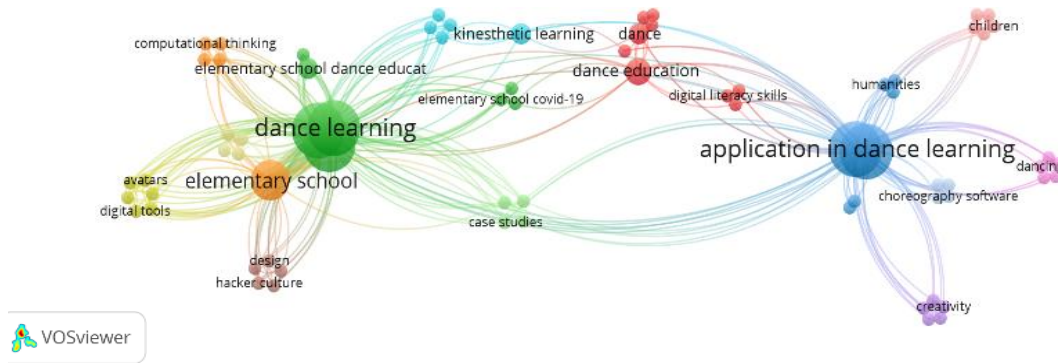 children
kinesthetic learning
dance
computational thinking
elementary school dance educat
dance education
humanities
elementary school covid-19
digital literacy skills
dance learning
application in dance learning
dancing
avatars
elementary school
choreography software
digital tools
case studies
design
hacker culture
creativity
VOSviewer